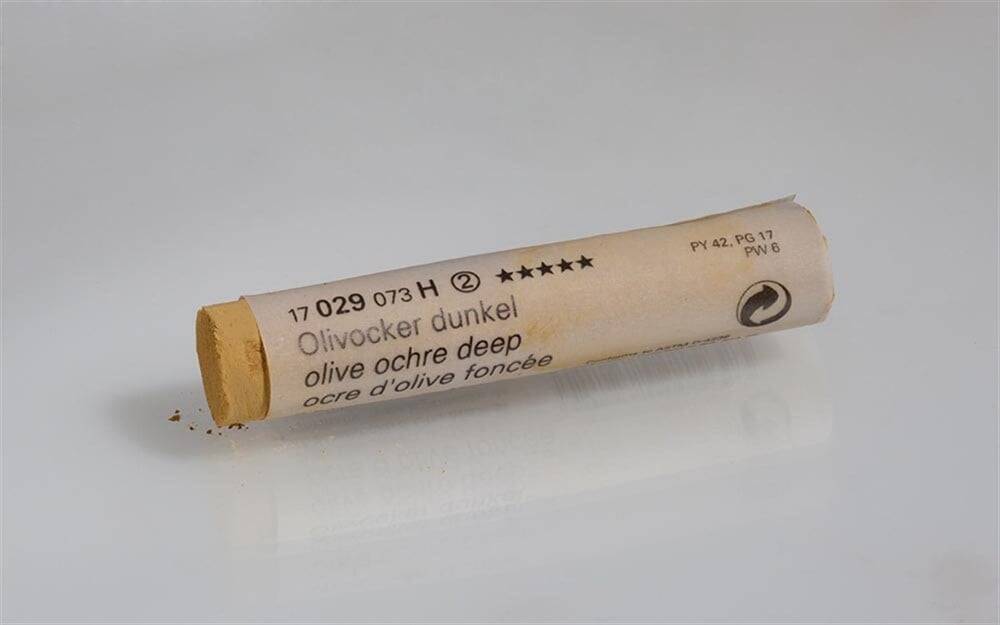 17 029 073 H ② ★★★★★
Olivocker dunkel
olive ochre deep
ocre d'olive foncée
PY 42, PG 17
PW 6